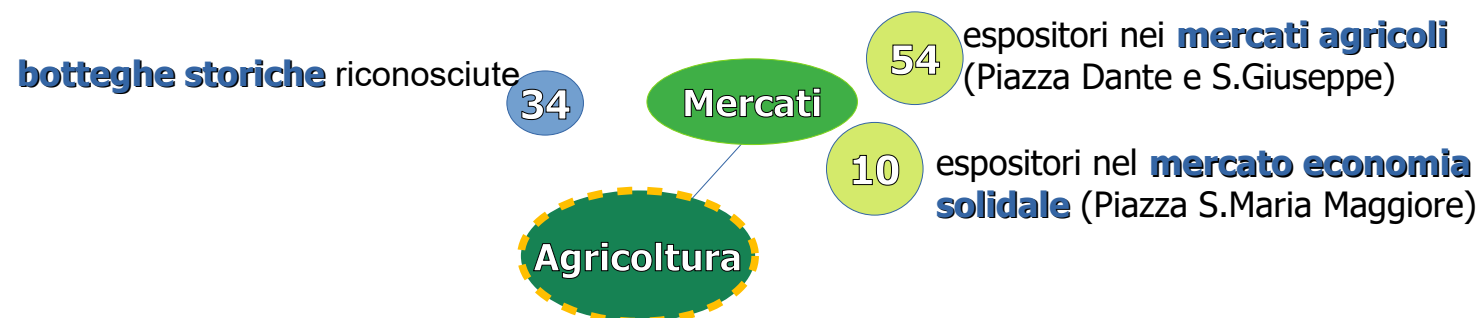 botteghe storiche riconosciute
34
Mercati
54
espositori nei mercati agricoli
(Piazza Dante e S.Giuseppe)
10
espositori nel mercato economia
solidale (Piazza S.Maria Maggiore)
Agricoltura